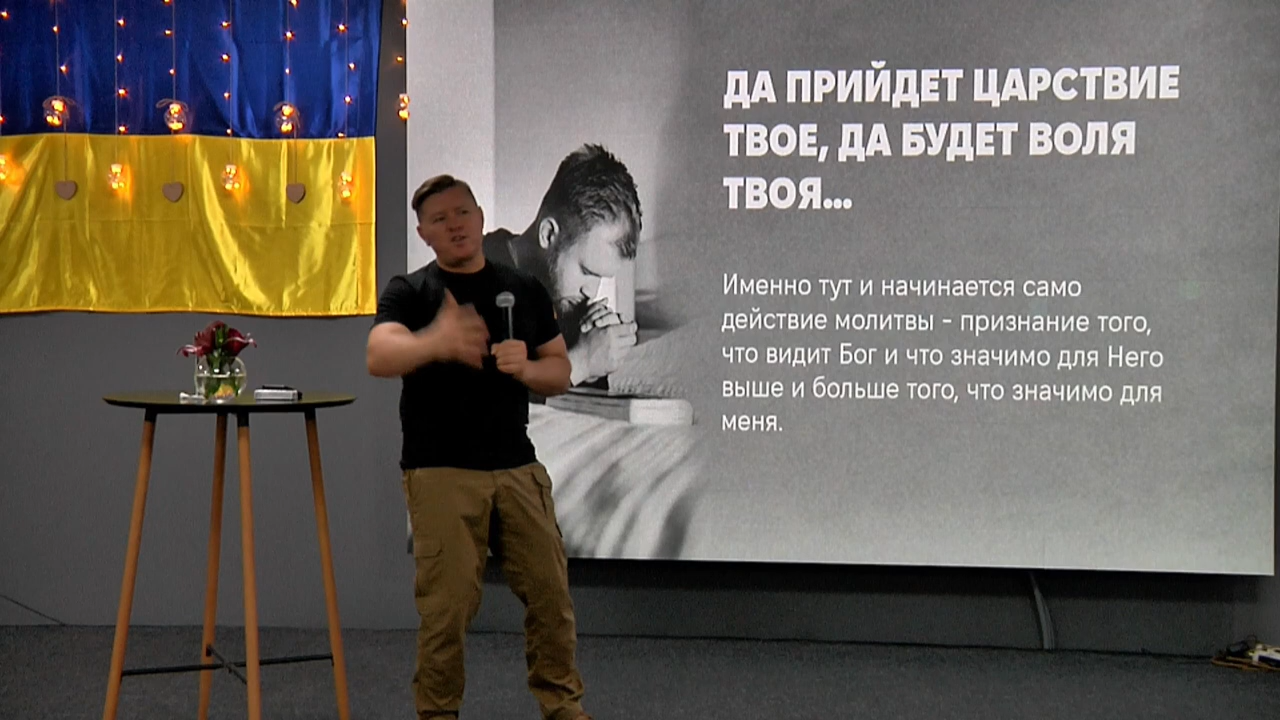 ДА ПРИЙДЕТ ЦАРСТВИЕ
ТВОЕ, ДА БУДЕТ ВОЛЯ
ТВОЯ...
Именно тут и начинается само
действие молитвы - признание того,
что видит Бог и что значимо для Него
выше и больше того, что значимо для
меня.